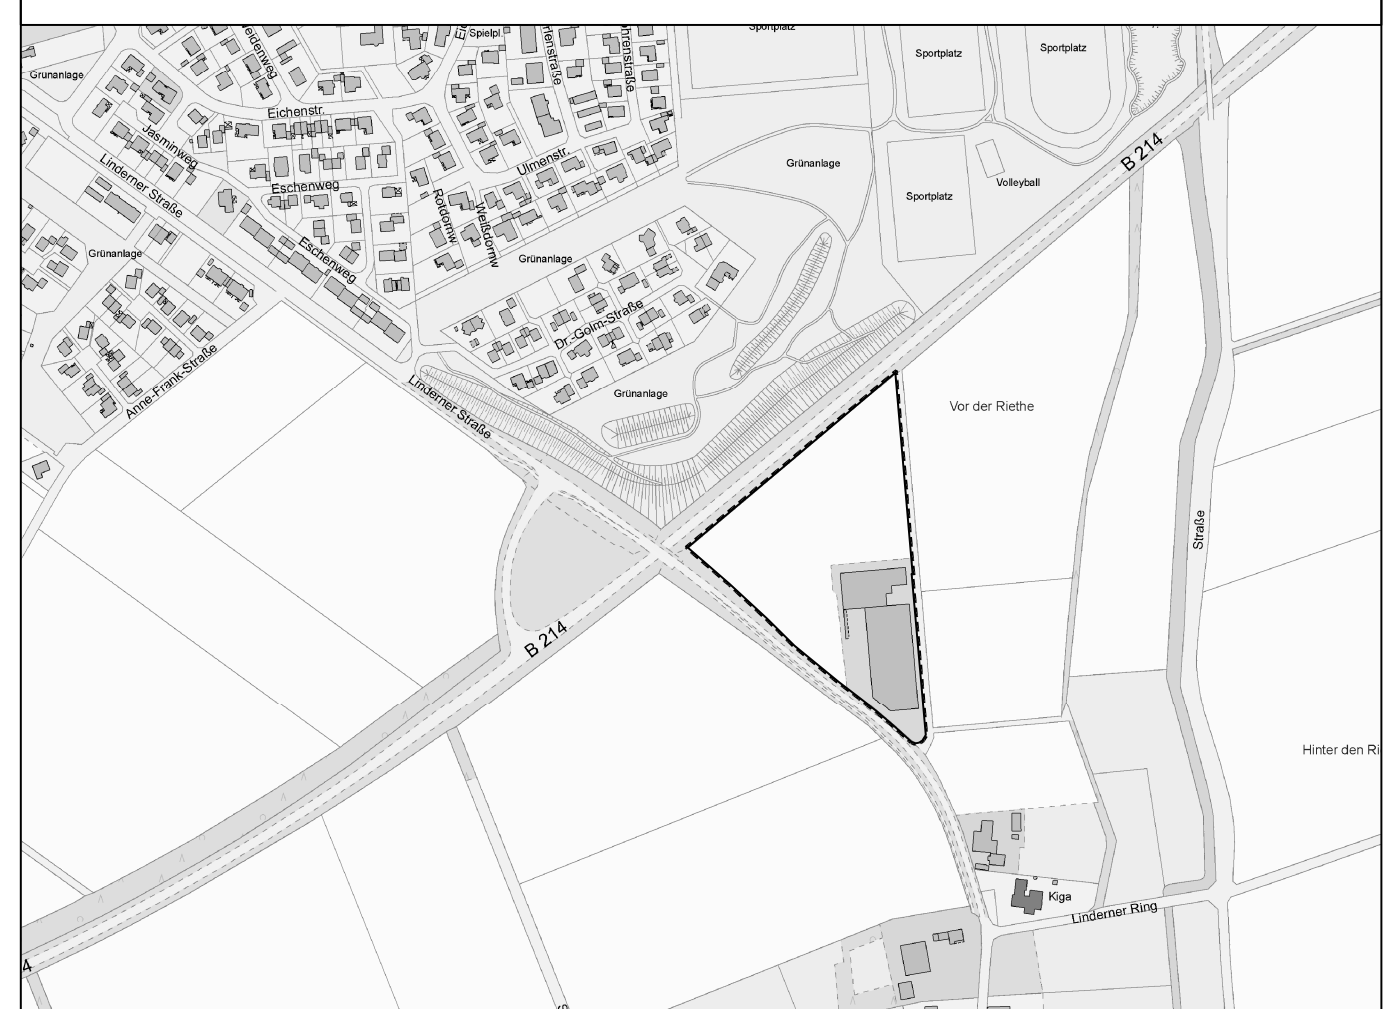 Sportplatz
Spielpl.
Sportplatz
Sportplatz
Grünanlage
Weidenweg
Eichenstr.
Jasminweg
Linderner Straße
Eschenweg
Ulmenstr.
Grünanlage
B 214
Volleyball
Sportplatz
Rotdornw
Weißdornw
Eschenweg
Grünanlage
Grünanlage
Dr.-Golm-Straße
Anne-Frank-Straße
Linderner Straße
Grünanlage
Vor der Riethe
Straße
B 214
Hinter den Ri
Kiga
Linderner Ring
4